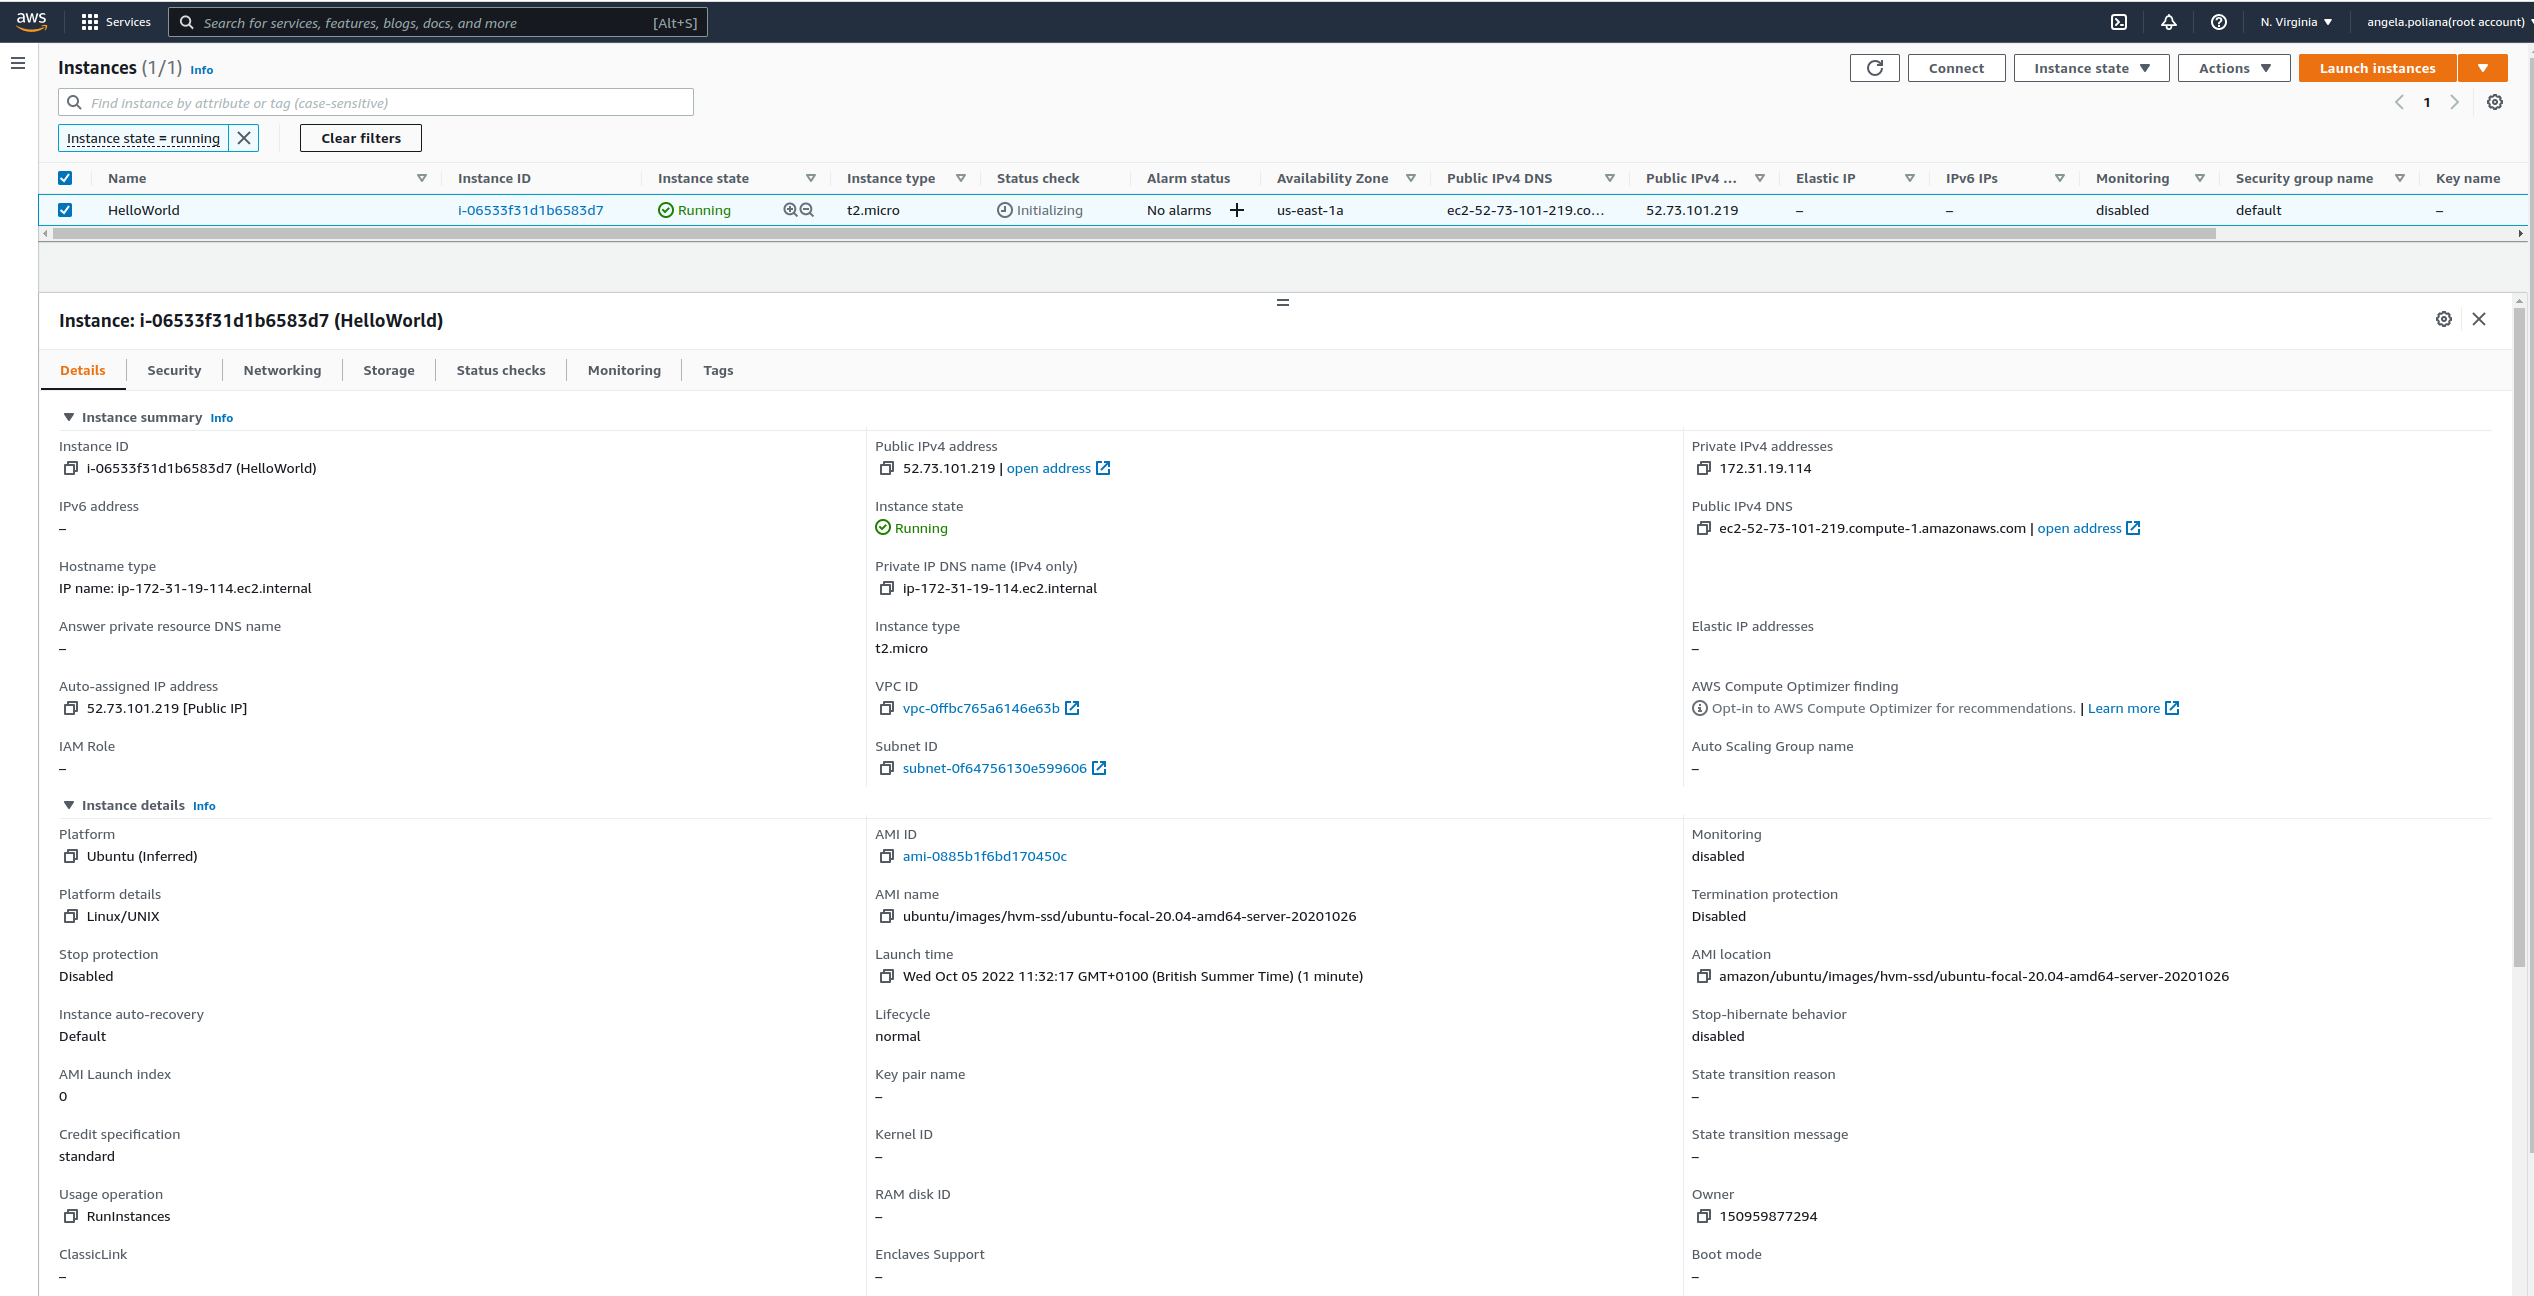 aws Services Search for services, features, blogs, docs, and more [Alt+S] N. Virginia angela.poliana(root account)
Instances (1/1) Info Connect Instance state Actions Launch instances
Find instance by attribute or tag (case-sensitive) 1
Instance state = running Clear filters
Name Instance ID Instance state Instance type Status check Alarm status Availability Zone Public IPv4 DNS Public IPv4 ... Elastic IP IPv6 IPs Monitoring Security group name Key name
HelloWorld i-06533f31d1b6583d7 Running t2.micro Initializing No alarms us-east-1a ec2-52-73-101-219.co... 52.73.101.219 – – disabled default –
Instance: i-06533f31d1b6583d7 (HelloWorld)
Details Security Networking Storage Status checks Monitoring Tags
Instance summary Info
Instance ID Public IPv4 address Private IPv4 addresses
i-06533f31d1b6583d7 (HelloWorld) 52.73.101.219 | open address 172.31.19.114
IPv6 address Instance state Public IPv4 DNS
– Running ec2-52-73-101-219.compute-1.amazonaws.com | open address
Hostname type Private IP DNS name (IPv4 only)
IP name: ip-172-31-19-114.ec2.internal ip-172-31-19-114.ec2.internal
Answer private resource DNS name Instance type Elastic IP addresses
– t2.micro –
Auto-assigned IP address VPC ID AWS Compute Optimizer finding
52.73.101.219 [Public IP] vpc-0ffbc765a6146e63b Opt-in to AWS Compute Optimizer for recommendations. | Learn more
IAM Role Subnet ID Auto Scaling Group name
– subnet-0f64756130e599606 –
Instance details Info
Platform AMI ID Monitoring
Ubuntu (Inferred) ami-0885b1f6bd170450c disabled
Platform details AMI name Termination protection
Linux/UNIX ubuntu/images/hvm-ssd/ubuntu-focal-20.04-amd64-server-20201026 Disabled
Stop protection Launch time AMI location
Disabled Wed Oct 05 2022 11:32:17 GMT+0100 (British Summer Time) (1 minute) amazon/ubuntu/images/hvm-ssd/ubuntu-focal-20.04-amd64-server-20201026
Instance auto-recovery Lifecycle Stop-hibernate behavior
Default normal disabled
AMI Launch index Key pair name State transition reason
0 – –
Credit specification Kernel ID State transition message
standard – –
Usage operation RAM disk ID Owner
RunInstances – 150959877294
ClassicLink Enclaves Support Boot mode
– – –